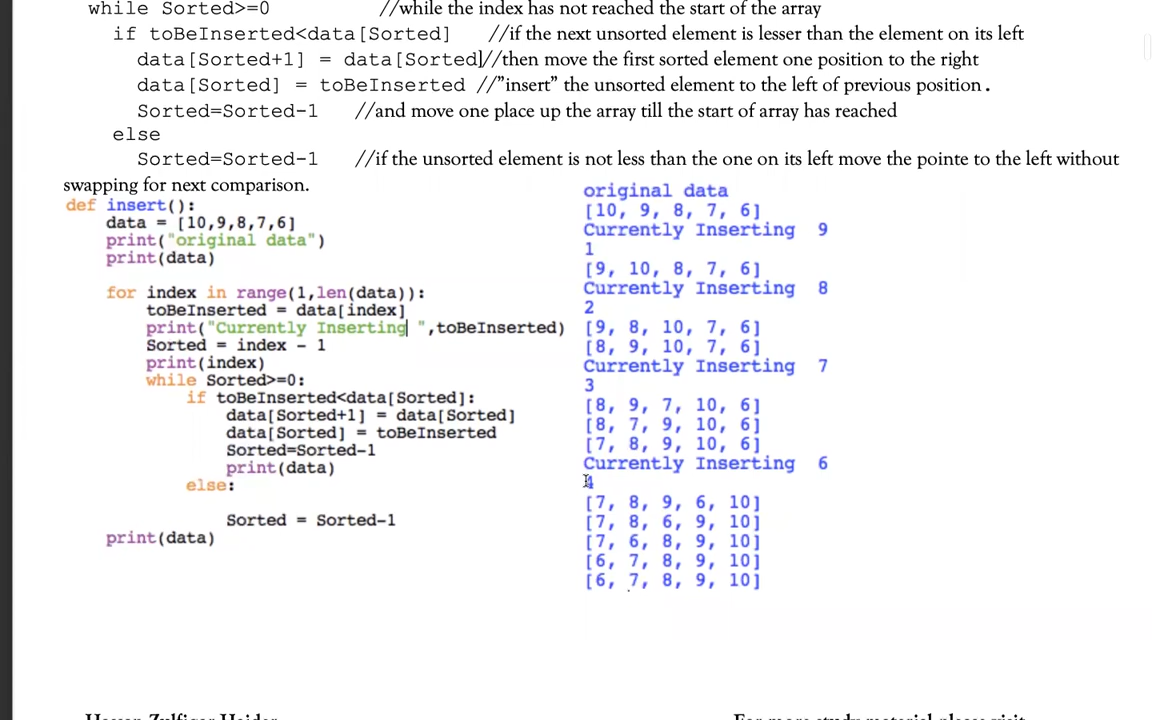 while Sorted>=0 //while the index has not reached the start of the array
if toBeInserted<data[Sorted] //if the next unsorted element is lesser than the element on its left
data[Sorted+1] = data[Sorted]//then move the first sorted element one position to the right
data[Sorted] = toBeInserted //”insert” the unsorted element to the left of previous position.
Sorted=Sorted-1 //and move one place up the array till the start of array has reached
else
Sorted=Sorted-1 //if the unsorted element is not less than the one on its left move the pointe to the left without
swapping for next comparison.
def insert():
data = [10,9,8,7,6]
print("original data")
print(data)
for index in range(1,len(data)):
toBeInserted = data[index]
print("Currently Inserting ",toBeInserted)
Sorted = index - 1
print(index)
while Sorted>=0:
if toBeInserted<data[Sorted]:
data[Sorted+1] = data[Sorted]
data[Sorted] = toBeInserted
Sorted=Sorted-1
print(data)
else:
Sorted = Sorted-1
print(data)
original data
[10, 9, 8, 7, 6]
Currently Inserting 9
1
[9, 10, 8, 7, 6]
Currently Inserting 8
2
[9, 8, 10, 7, 6]
[8, 9, 10, 7, 6]
Currently Inserting 7
3
[8, 9, 7, 10, 6]
[8, 7, 9, 10, 6]
[7, 8, 9, 10, 6]
Currently Inserting 6
4
[7, 8, 9, 6, 10]
[7, 8, 6, 9, 10]
[7, 6, 8, 9, 10]
[6, 7, 8, 9, 10]
[6, 7, 8, 9, 10]
Hassan Zulfiqar Haidar
For more study material please visit